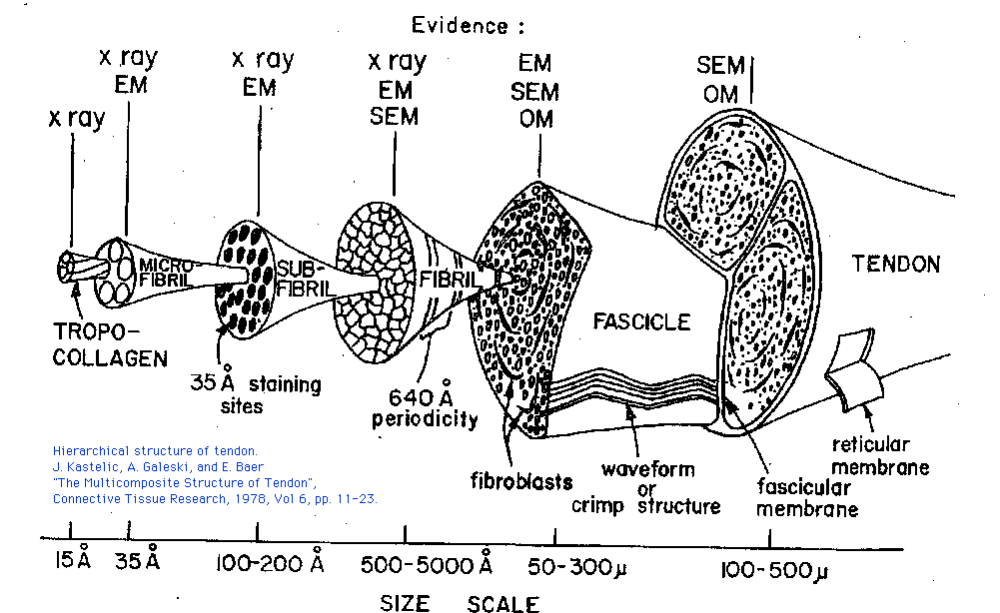 Evidence :
x ray
x ray
EM
x ray
EM
x ray
EM
SEM
EM
SEM
OM
SEM
OM
MICRO
FIBRIL
SUB-
FIBRIL
FIBRIL
FASCICLE
TENDON
TROPO-
COLLAGEN
35 Å staining
sites
640 Å
periodicity
fibroblasts
waveform
or
crimp structure
fascicular
membrane
reticular
membrane
Hierarchical structure of tendon.
J. Kastelic, A. Galeski, and E. Baer
"The Multicomposite Structure of Tendon",
Connective Tissue Research, 1978, Vol 6, pp. 11-23.
15 Å
35 Å
100-200 Å
500-5000 Å
50-300μ
100-500μ
SIZE SCALE